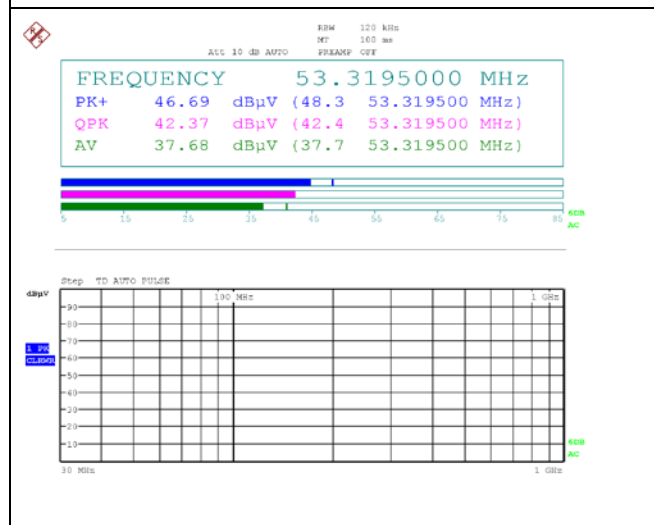 RBW 120 kHz
MT 100 ms
Att 10 dB AUTO PREAMP OFF
FREQUENCY 53.3195000 MHz
PK+ 46.69 dBµV (48.3 53.319500 MHz)
QPK 42.37 dBµV (42.4 53.319500 MHz)
AV 37.68 dBµV (37.7 53.319500 MHz)
5 15 25 35 45 55 65 75 85
6DB
AC
Step TD AUTO PULSE
dBµV
100 MHz 1 GHz
90
80
70
1 PK
60
CLRWR
50
40
30
20
10
6DB
AC
30 MHz 1 GHz